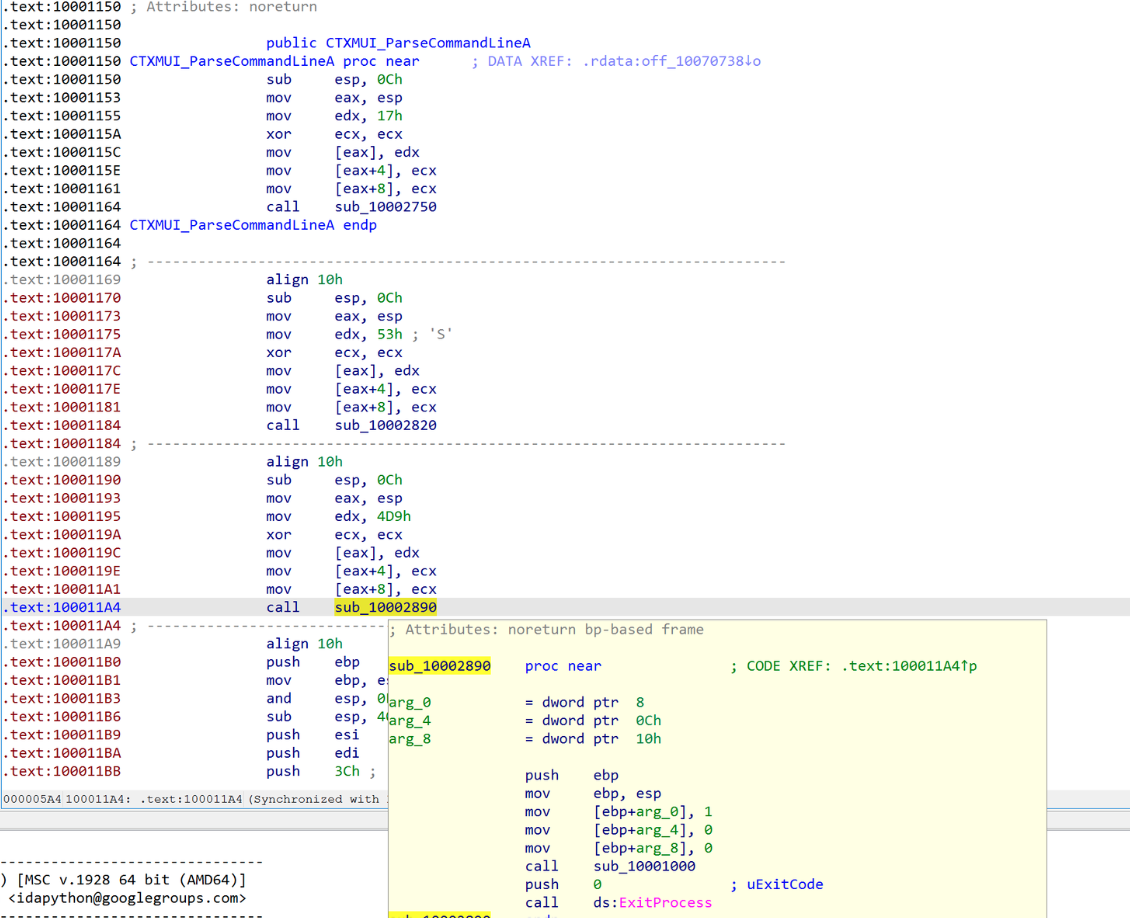 .text:10001150 ; Attributes: noreturn
.text:10001150
.text:10001150 public CTXMUI_ParseCommandLineA
.text:10001150 CTXMUI_ParseCommandLineA proc near ; DATA XREF: .rdata:off_10070738↓o
.text:10001150 sub esp, 0Ch
.text:10001153 mov eax, esp
.text:10001155 mov edx, 17h
.text:1000115A xor ecx, ecx
.text:1000115C mov [eax], edx
.text:1000115E mov [eax+4], ecx
.text:10001161 mov [eax+8], ecx
.text:10001164 call sub_10002750
.text:10001164 CTXMUI_ParseCommandLineA endp
.text:10001164
.text:10001164 ; ---------------------------------------------------------------------------
.text:10001169 align 10h
.text:10001170 sub esp, 0Ch
.text:10001173 mov eax, esp
.text:10001175 mov edx, 53h ; 'S'
.text:1000117A xor ecx, ecx
.text:1000117C mov [eax], edx
.text:1000117E mov [eax+4], ecx
.text:10001181 mov [eax+8], ecx
.text:10001184 call sub_10002820
.text:10001184 ; ---------------------------------------------------------------------------
.text:10001189 align 10h
.text:10001190 sub esp, 0Ch
.text:10001193 mov eax, esp
.text:10001195 mov edx, 4D9h
.text:1000119A xor ecx, ecx
.text:1000119C mov [eax], edx
.text:1000119E mov [eax+4], ecx
.text:100011A1 mov [eax+8], ecx
.text:100011A4 call sub_10002890
.text:100011A4 ; ----------------------------
.text:100011A9 align 10h
.text:100011B0 push ebp
.text:100011B1 mov ebp,
.text:100011B3 and esp,
.text:100011B6 sub esp,
.text:100011B9 push esi
.text:100011BA push edi
.text:100011BB push 3Ch ;
000005A4 100011A4: .text:100011A4 (Synchronized with
; Attributes: noreturn bp-based frame
sub_10002890 proc near ; CODE XREF: .text:100011A4↑p
arg_0 = dword ptr 8
arg_4 = dword ptr 0Ch
arg_8 = dword ptr 10h
push ebp
mov ebp, esp
mov [ebp+arg_0], 1
mov [ebp+arg_4], 0
mov [ebp+arg_8], 0
call sub_10001000
push 0 ; uExitCode
call ds:ExitProcess
-------------------------------
) [MSC v.1928 64 bit (AMD64)]
<idapython@googlegroups.com>
-------------------------------